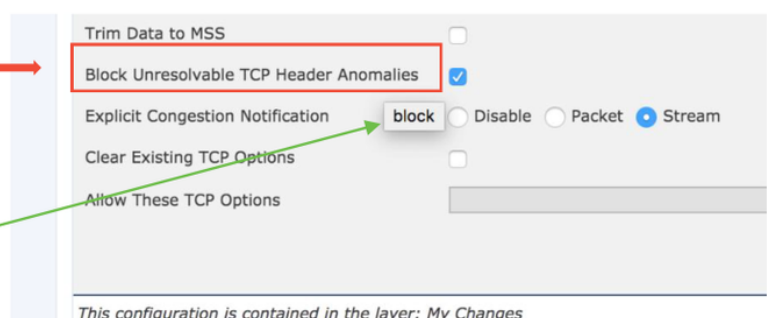 Trim Data to MSS
Block Unresolvable TCP Header Anomalies
Explicit Congestion Notification block Disable Packet Stream
Clear Existing TCP Options
Allow These TCP Options
This configuration is contained in the layer: My Changes